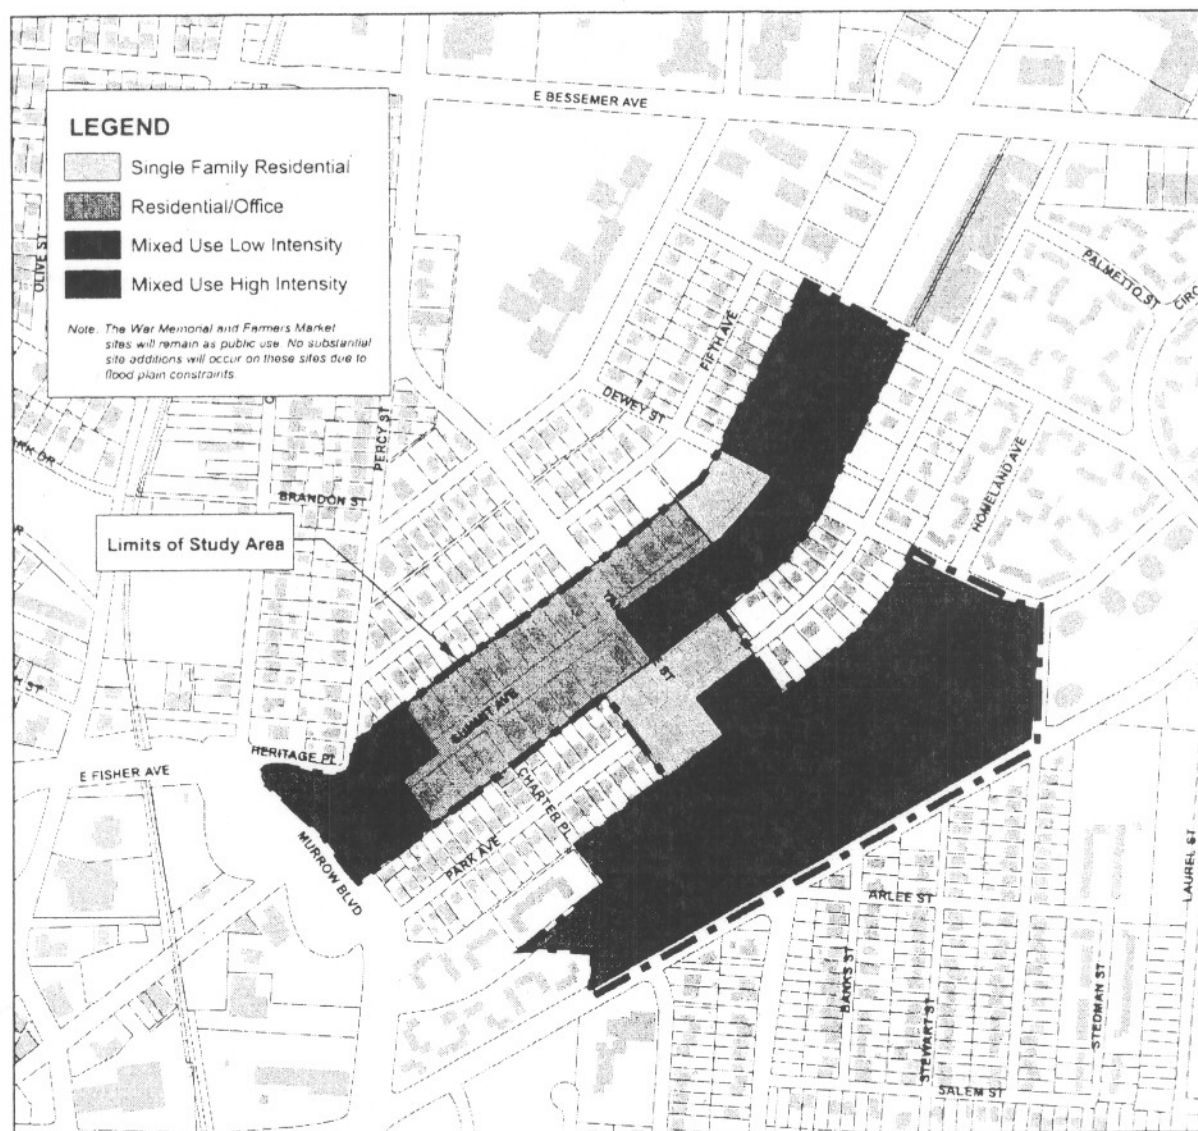 E BESSEMER AVE
LEGEND
Single Family Residential
Residential/Office
Mixed Use Low Intensity
Mixed Use High Intensity
Note: The War Memorial and Farmers Market
sites will remain as public use. No substantial
site additions will occur on these sites due to
flood plain constraints.
OLIVE ST
PALMETTO ST
CIRC
FIFTH AVE
DEWEY ST
PERCY ST
HOMELAND AVE
BRANDON ST
Limits of Study Area
SUMMIT AVE
ST
HERITAGE PL
E FISHER AVE
CHARTER PL
PARK AVE
MURROW BLVD
LAUREL ST
ARLEE ST
BANKS ST
STEWART ST
STEDMAN ST
SALEM ST